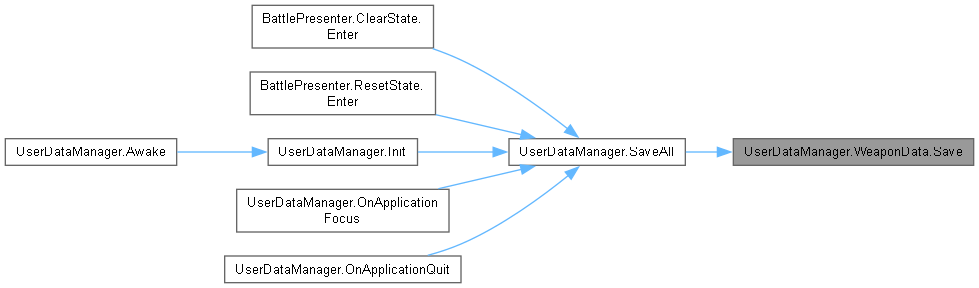 BattlePresenter.ClearState.
Enter
BattlePresenter.ResetState.
Enter
UserDataManager.Awake
UserDataManager.Init
UserDataManager.SaveAll
UserDataManager.WeaponData.Save
UserDataManager.OnApplication
Focus
UserDataManager.OnApplicationQuit